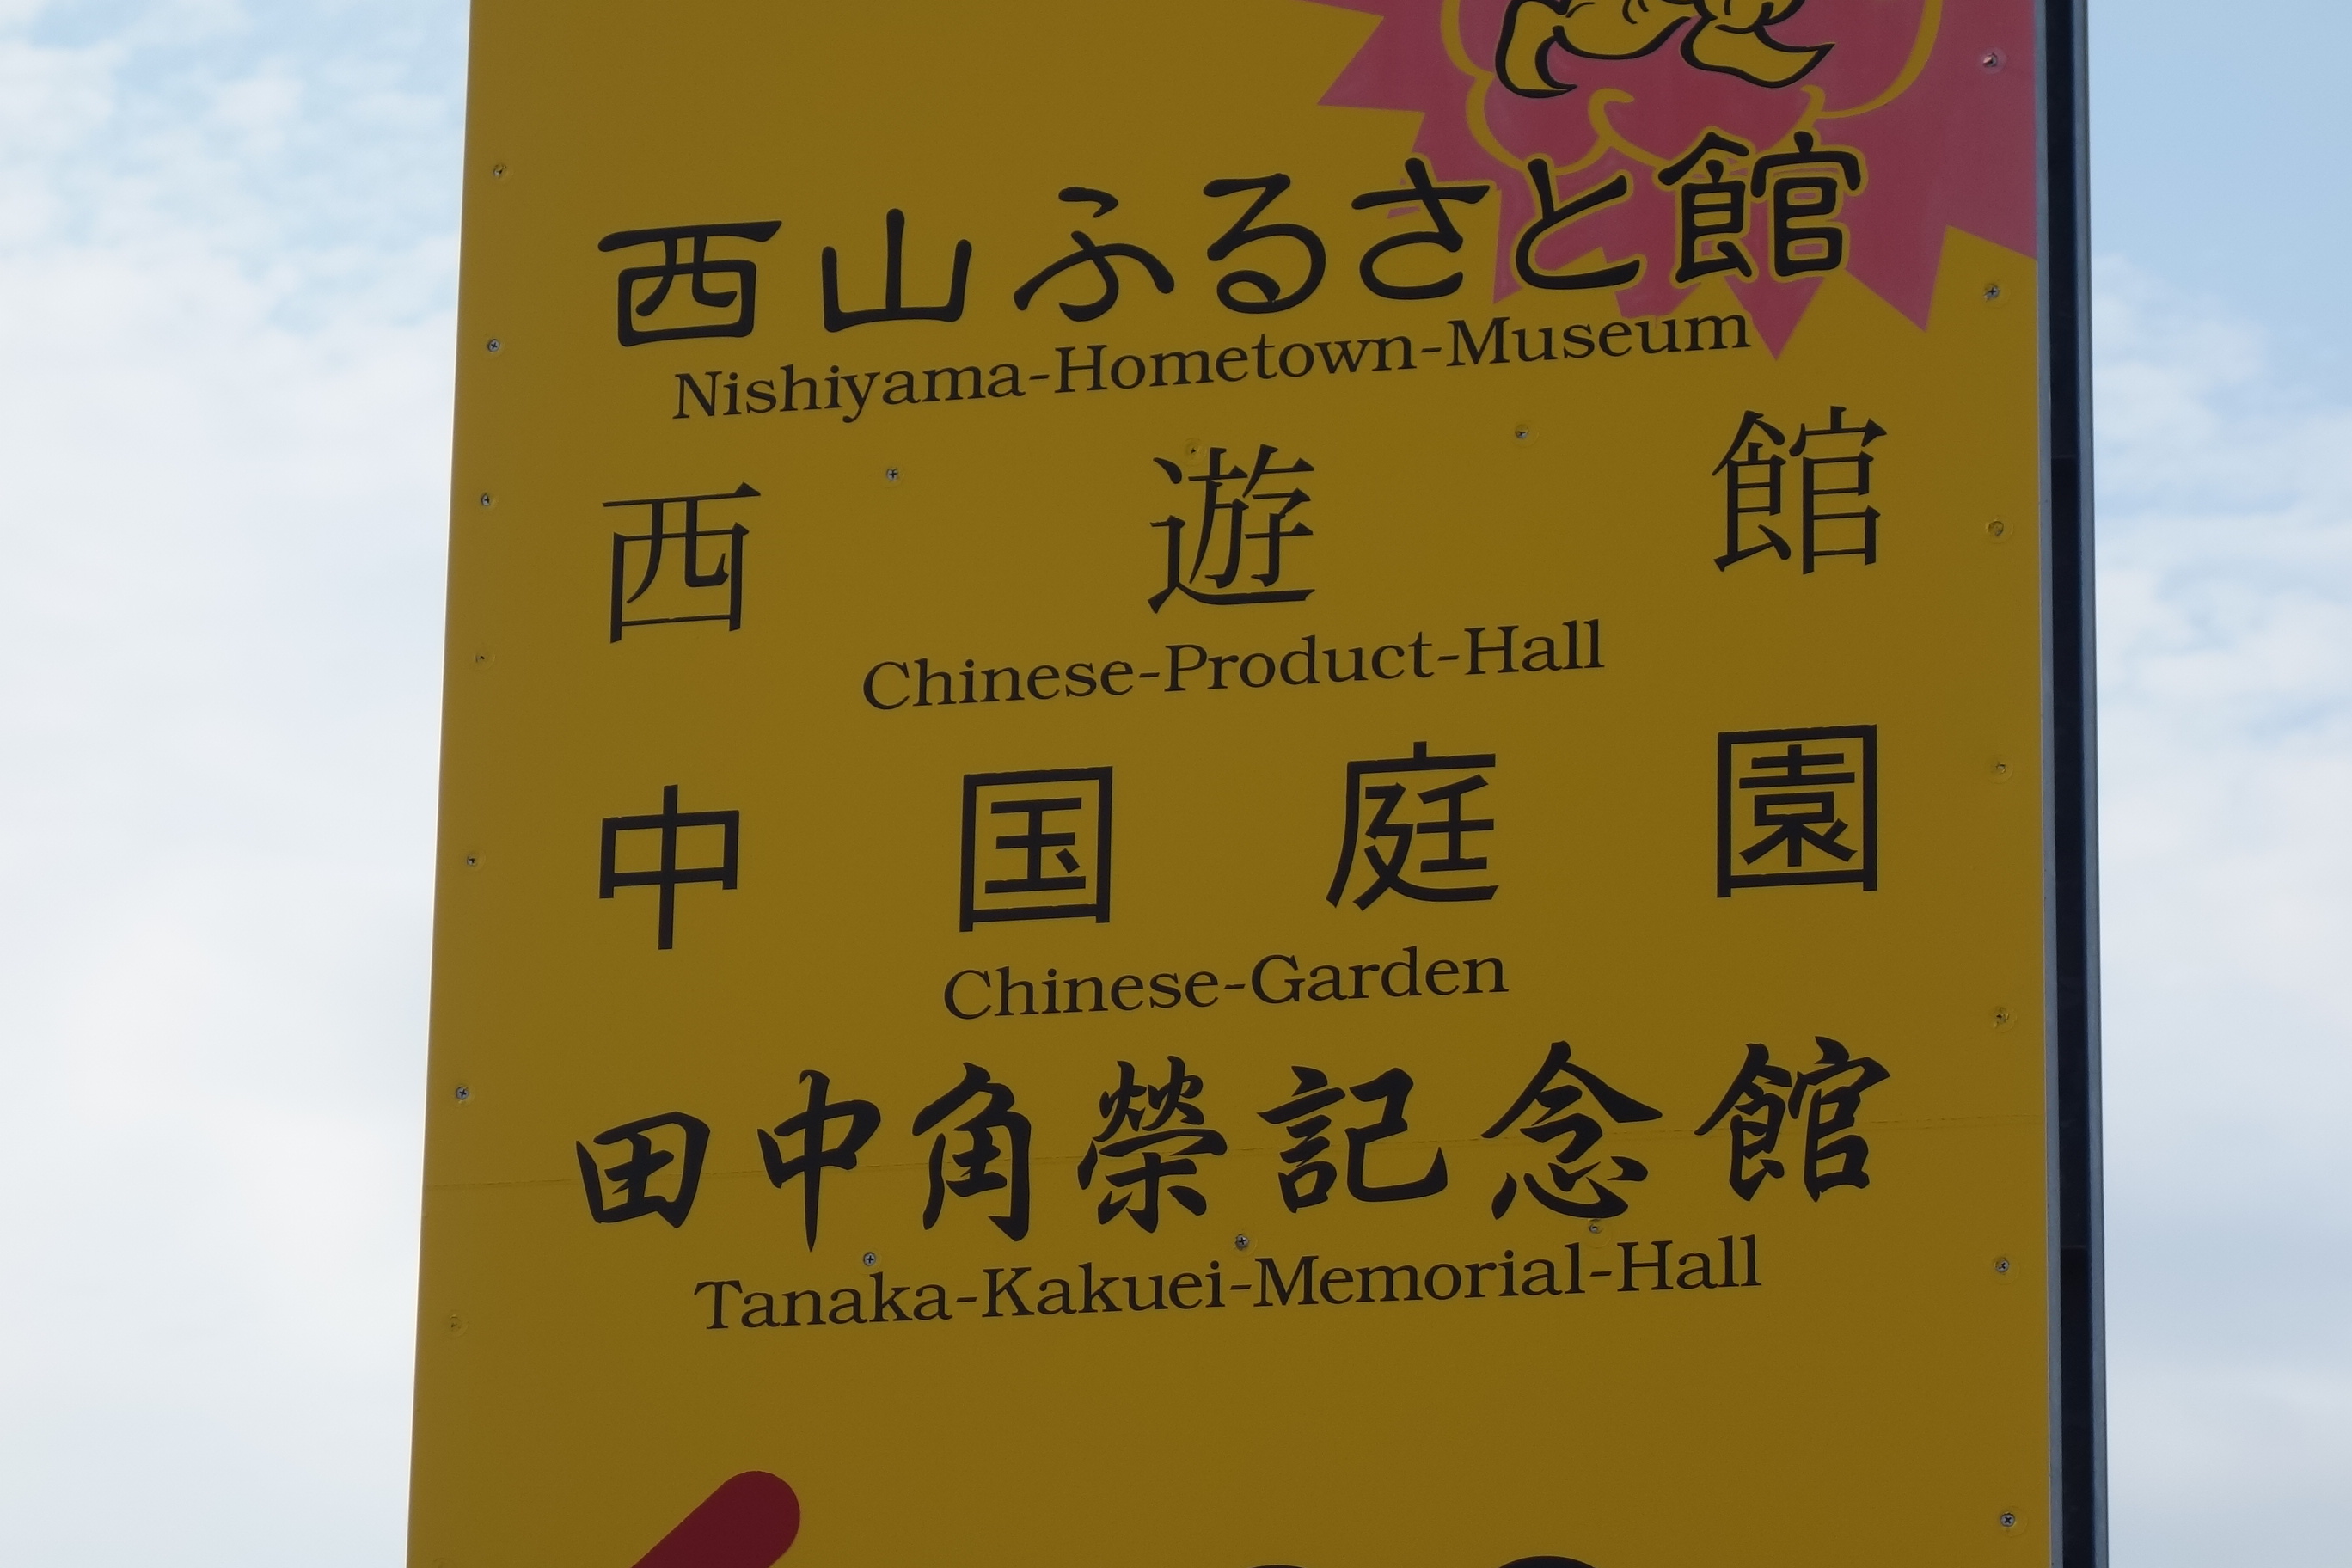 西山ふるさと館
Nishiyama-Hometown-Museum
西遊館
Chinese-Product-Hall
中国庭園
Chinese-Garden
田中角榮記念館
Tanaka-Kakuei-Memorial-Hall